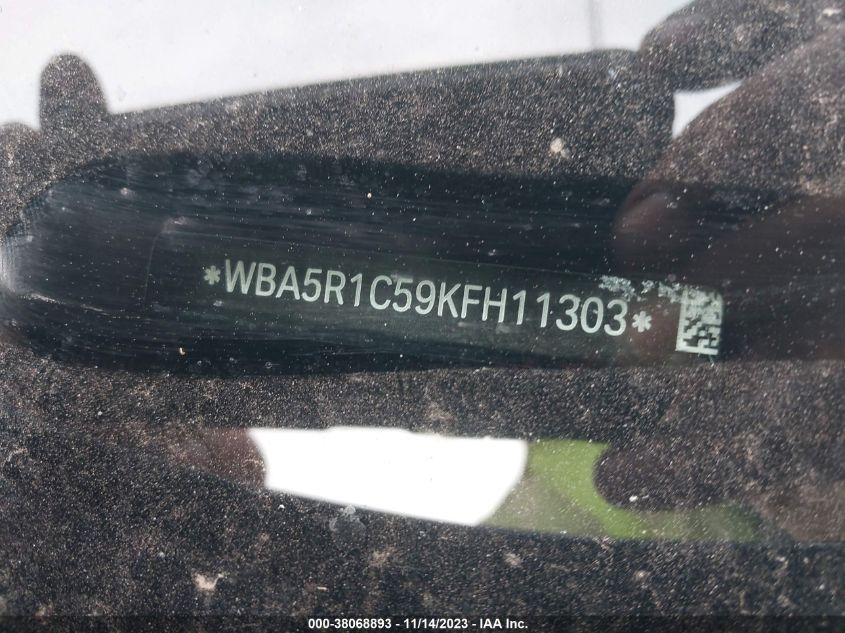 *WBA5R1C59KFH11303*
000-38068893 - 11/14/2023 - IAA Inc.